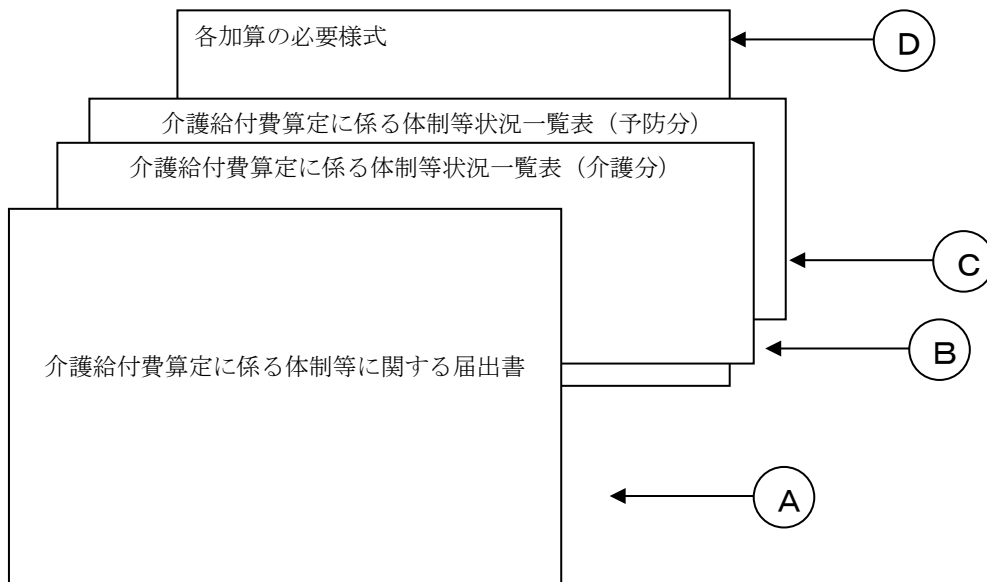 各加算の必要様式
D
介護給付費算定に係る体制等状況一覧表（予防分）
介護給付費算定に係る体制等状況一覧表（介護分）
C
B
介護給付費算定に係る体制等に関する届出書
A